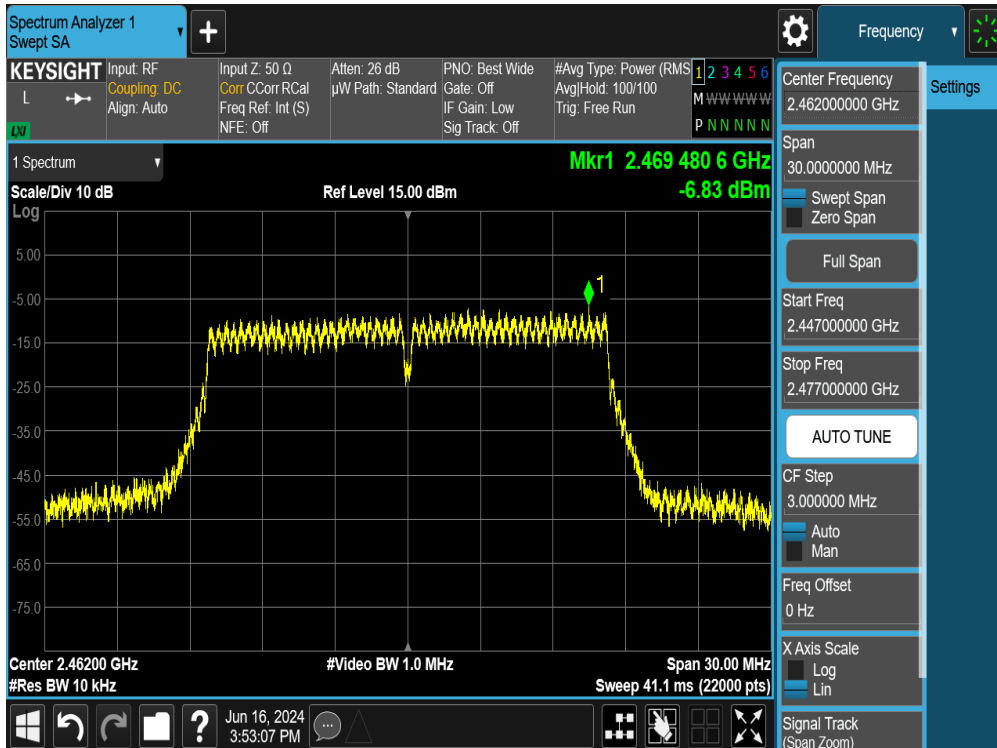 Spectrum Analyzer 1
Swept SA
Frequency
KEYSIGHT
L
LXI
Input: RF
Coupling: DC
Align: Auto
Input Z: 50 Ω
Corr CCorr RCal
Freq Ref: Int (S)
NFE: Off
Atten: 26 dB
µW Path: Standard
PNO: Best Wide
Gate: Off
IF Gain: Low
Sig Track: Off
#Avg Type: Power (RMS
Avg|Hold: 100/100
Trig: Free Run
1 2 3 4 5 6
M W W W W W
P N N N N N
1 Spectrum
Scale/Div 10 dB
Log
Ref Level 15.00 dBm
Mkr1 2.469 480 6 GHz
-6.83 dBm
5.00
-5.00
-15.0
-25.0
-35.0
-45.0
-55.0
-65.0
-75.0
1
Center 2.46200 GHz
#Res BW 10 kHz
#Video BW 1.0 MHz
Span 30.00 MHz
Sweep 41.1 ms (22000 pts)
Center Frequency
2.462000000 GHz
Span
30.0000000 MHz
Swept Span
Zero Span
Full Span
Start Freq
2.447000000 GHz
Stop Freq
2.477000000 GHz
AUTO TUNE
CF Step
3.000000 MHz
Auto
Man
Freq Offset
0 Hz
X Axis Scale
Log
Lin
Signal Track
(Span Zoom)
Settings
?
Jun 16, 2024
3:53:07 PM